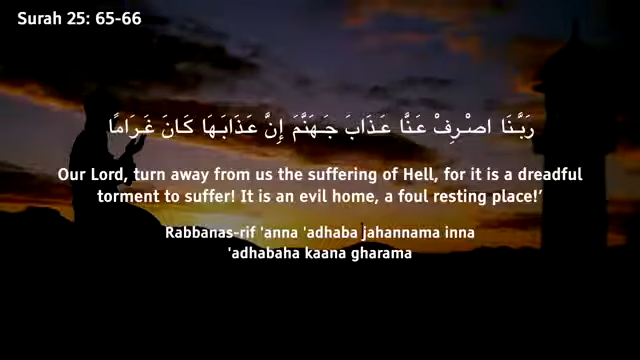 Surah 25: 65-66
رَبَّنَا اصْرِفْ عَنَّا عَذَابَ جَهَنَّمَ إِنَّ عَذَابَهَا كَانَ غَرَامًا
Our Lord, turn away from us the suffering of Hell, for it is a dreadful
torment to suffer! It is an evil home, a foul resting place!’
Rabbanas-rif 'anna 'adhaba jahannama inna
'adhabaha kaana gharama